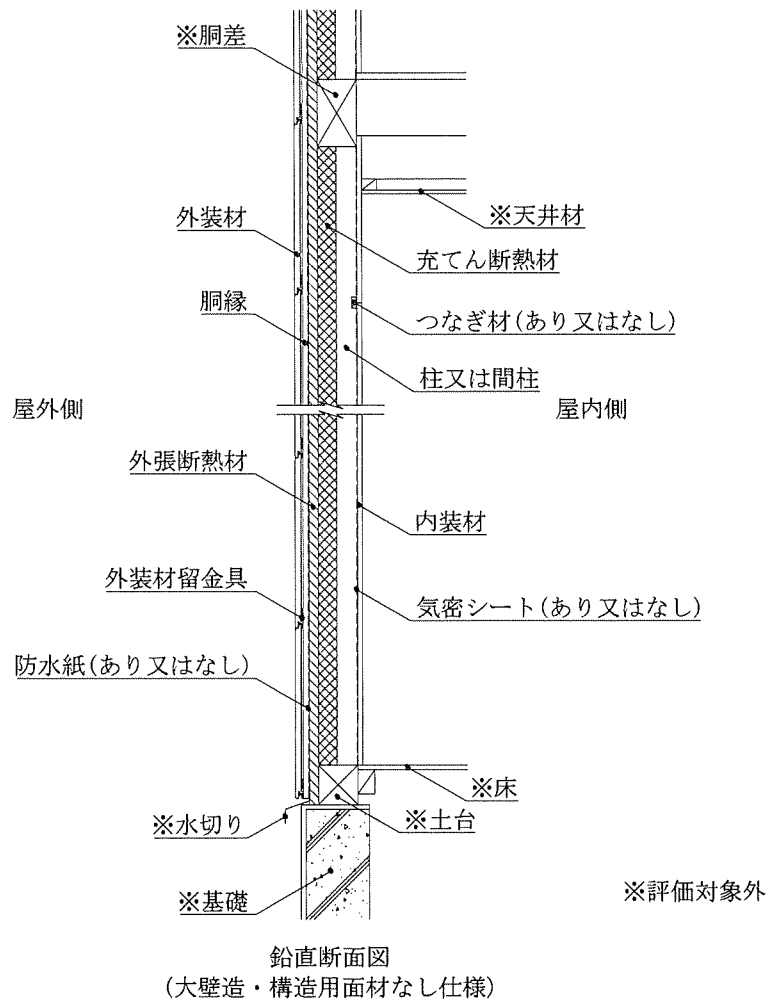 ※胴差
※天井材
外装材
充てん断熱材
胴縁
つなぎ材(あり又はなし)
柱又は間柱
屋外側
屋内側
外張断熱材
内装材
外装材留金具
気密シート(あり又はなし)
防水紙(あり又はなし)
※床
※水切り
※土台
※基礎
※評価対象外
鉛直断面図
(大壁造・構造用面材なし仕様)